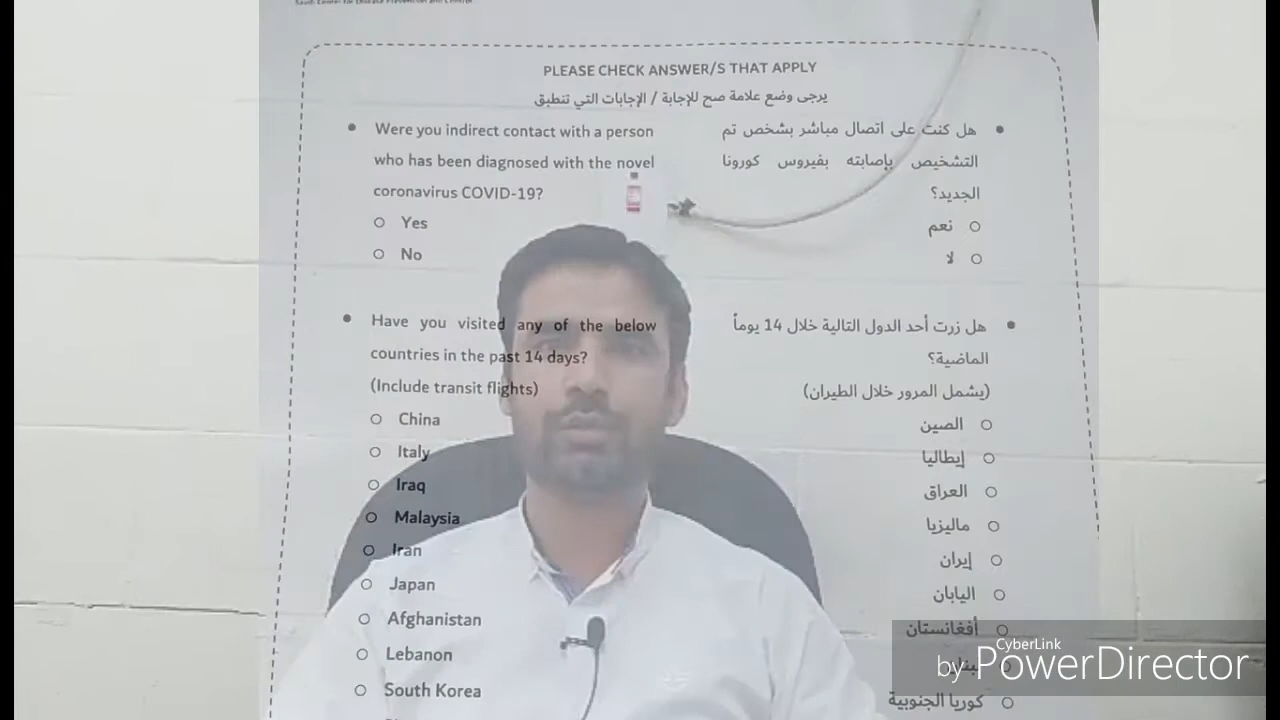 PLEASE CHECK ANSWER/S THAT APPLY
يرجى وضع علامة صح للإجابة / الإجابات التي تنطبق
Were you indirect contact with a person
who has been diagnosed with the novel
coronavirus COVID-19?
Yes
No
هل كنت على اتصال مباشر بشخص تم
التشخيص بإصابته بفيروس كورونا
الجديد؟
نعم
لا
Have you visited any of the below
countries in the past 14 days?
(Include transit flights)
China
Italy
Iraq
Malaysia
Iran
Japan
Afghanistan
Lebanon
South Korea
هل زرت أحد الدول التالية خلال 14 يوماً
الماضية؟
(يشمل المرور خلال الطيران)
الصين
إيطاليا
العراق
ماليزيا
إيران
اليابان
أفغانستان
كوريا الجنوبية
CyberLink
by PowerDirector